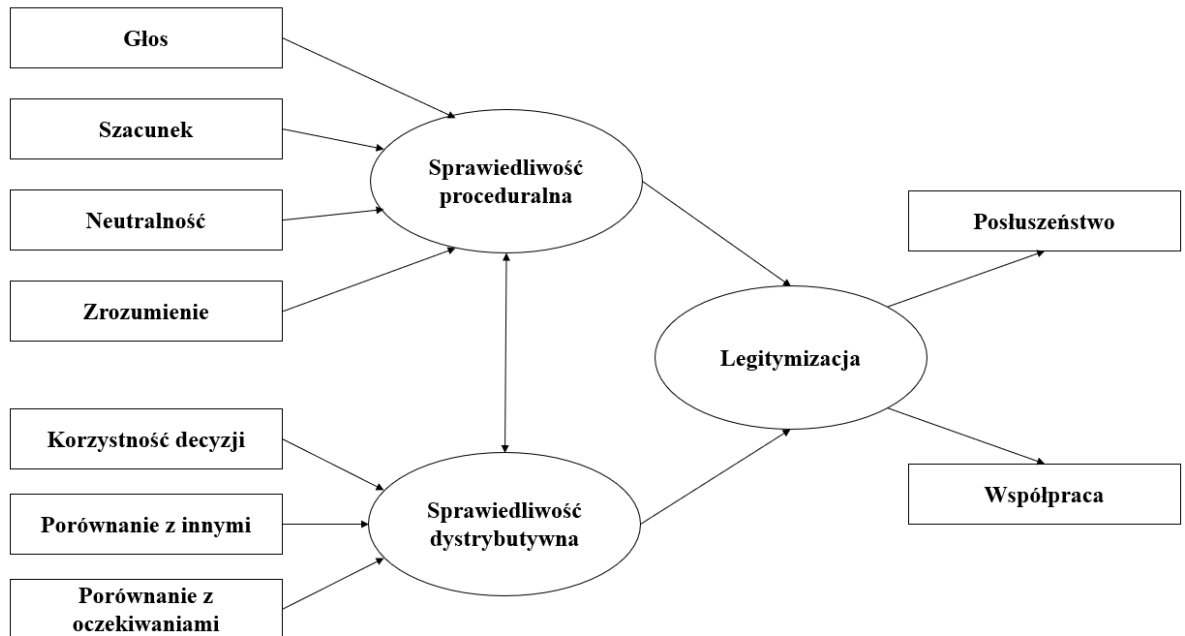 Głos
Szacunek
Neutralność
Zrozumienie
Sprawiedliwość
proceduralna
Korzystność decyzji
Porównanie z innymi
Porównanie z
oczekiwaniami
Sprawiedliwość
dystrybutywna
Legitymizacja
Posłuszeństwo
Współpraca